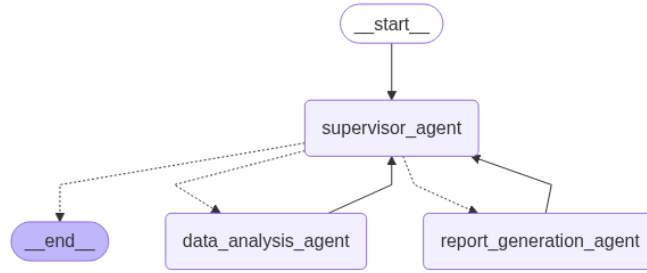 __start__
supervisor_agent
__end__
data_analysis_agent
report_generation_agent